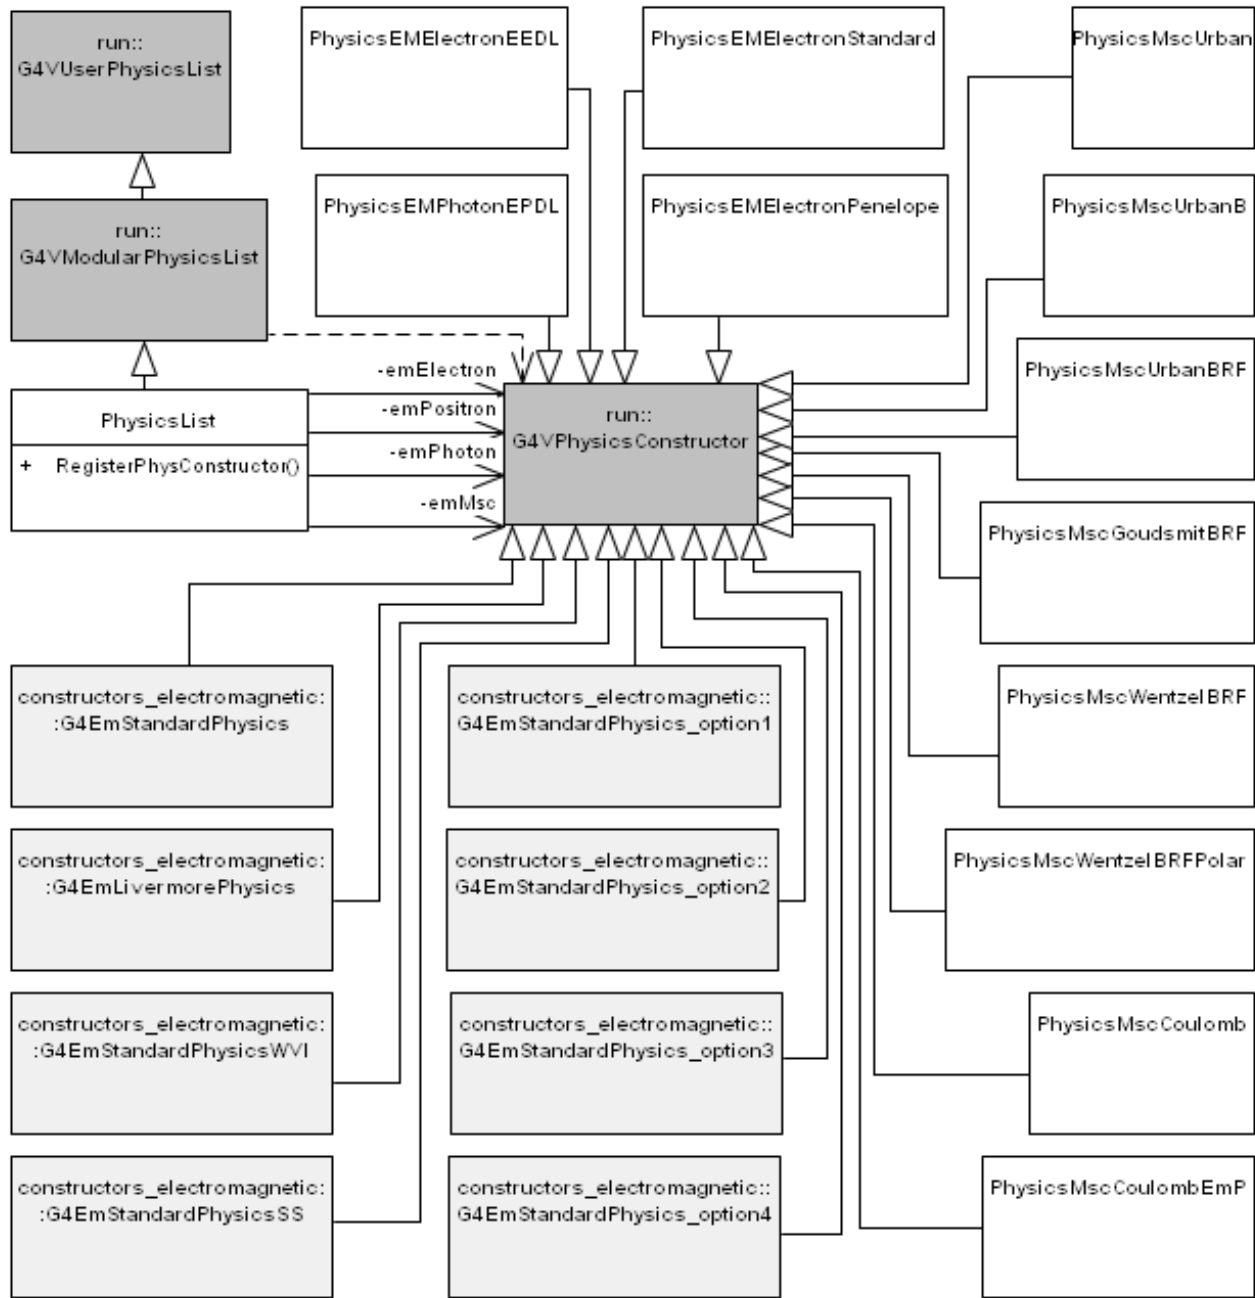 run::
G4VUserPhysicsList
PhysicsEMElectronEEDL
PhysicsEMElectronStandard
PhysicsMscUrban
run::
G4VModularPhysicsList
PhysicsEMPhotonEPDL
PhysicsEMElectronPenelope
PhysicsMscUrbanB
-emElectron
-emPositron
-emPhoton
-emMsc
PhysicsList
+ RegisterPhysConstructor()
run::
G4VPhysicsConstructor
PhysicsMscUrbanBRF
PhysicsMscGoudsmitBRF
constructors_electromagnetic:
:G4EmStandardPhysics
constructors_electromagnetic::
G4EmStandardPhysics_option1
PhysicsMscWentzelBRF
constructors_electromagnetic:
:G4EmLivermorePhysics
constructors_electromagnetic::
G4EmStandardPhysics_option2
PhysicsMscWentzelBRFPolar
constructors_electromagnetic:
:G4EmStandardPhysicsWVI
constructors_electromagnetic::
G4EmStandardPhysics_option3
PhysicsMscCoulomb
constructors_electromagnetic:
:G4EmStandardPhysicsSS
constructors_electromagnetic::
G4EmStandardPhysics_option4
PhysicsMscCoulombEmP